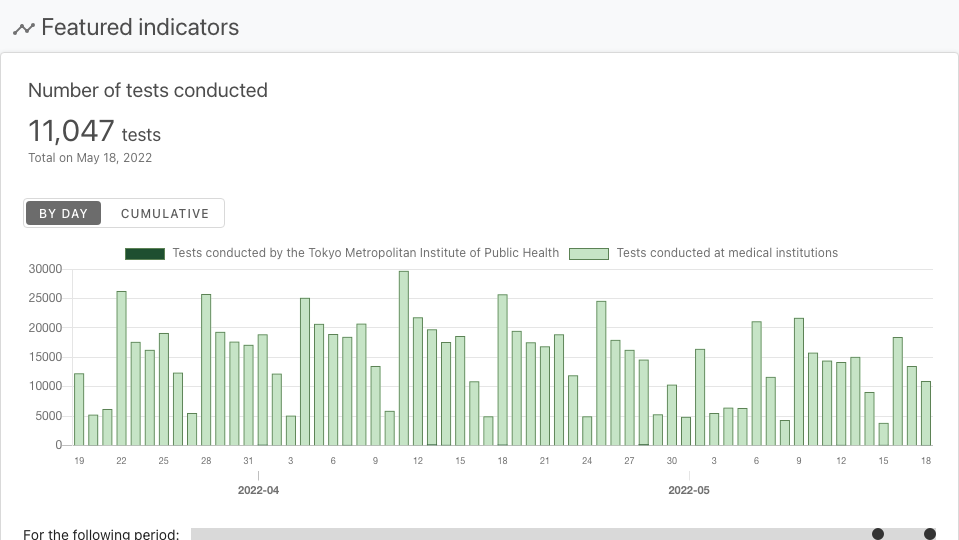 Featured indicators
Number of tests conducted
11,047 tests
Total on May 18, 2022
BY DAY CUMULATIVE
Tests conducted by the Tokyo Metropolitan Institute of Public Health Tests conducted at medical institutions
30000
25000
20000
15000
10000
5000
0
19 22 25 28 31 3 6 9 12 15 18 21 24 27 30 3 6 9 12 15 18
2022-04 2022-05
For the following period: